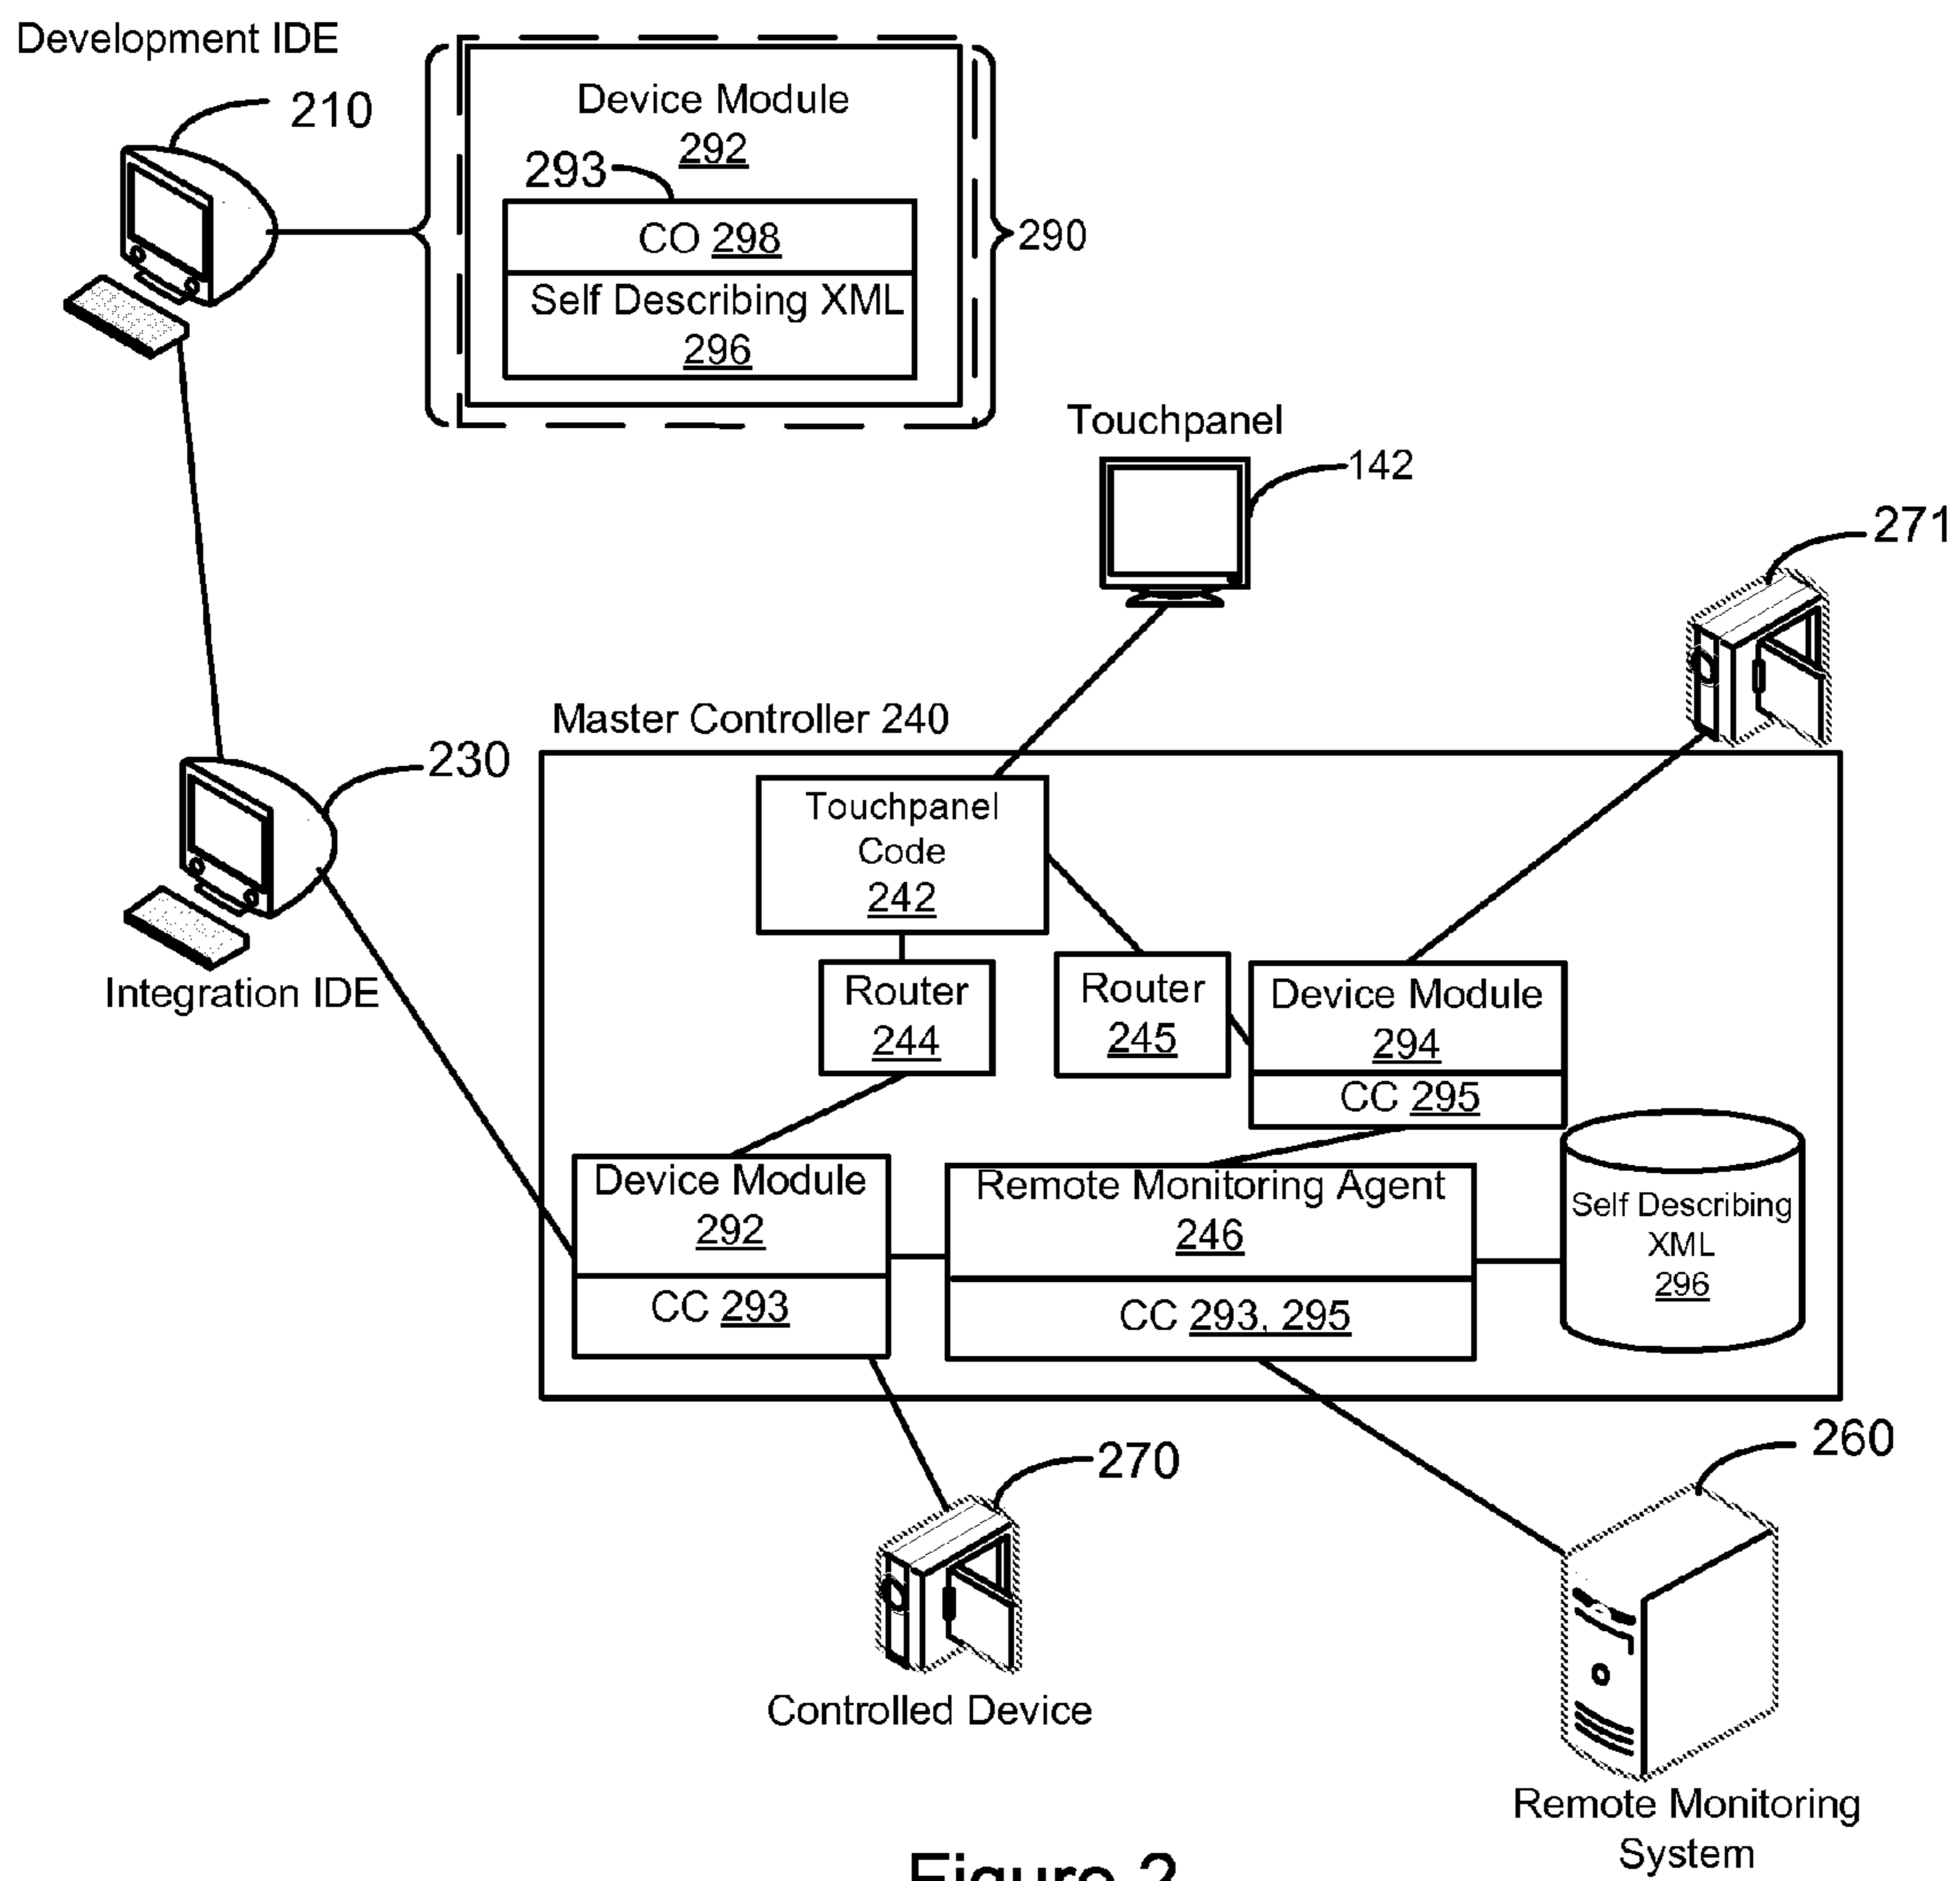 Development IDE
210
Device Module
292
293
CO 298
Self Describing XML
296
290
Touchpanel
142
271
Master Controller 240
230
Integration IDE
Touchpanel
Code
242
Router
244
Router
245
Device Module
294
CC 295
Device Module
292
CC 293
Remote Monitoring Agent
246
CC 293, 295
Self Describing
XML
296
270
Controlled Device
260
Remote Monitoring
System
Figure 2